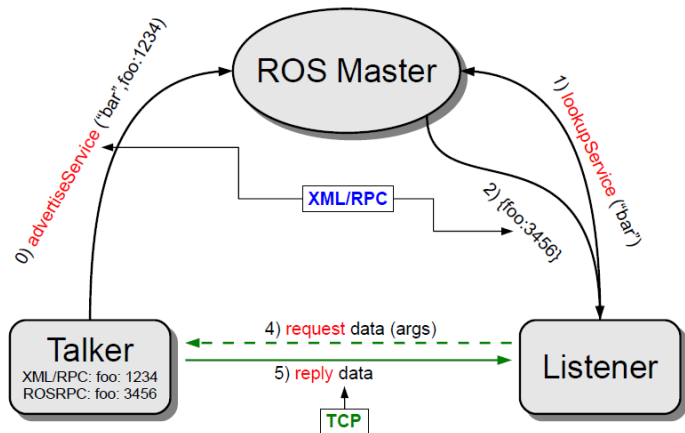 ROS Master
0) advertiseService (“bar”,foo:1234)
1) lookupService (“bar”)
XML/RPC
2) {foo:3456}
4) request data (args)
Talker
XML/RPC: foo: 1234
ROSRPC: foo: 3456
Listener
5) reply data
TCP